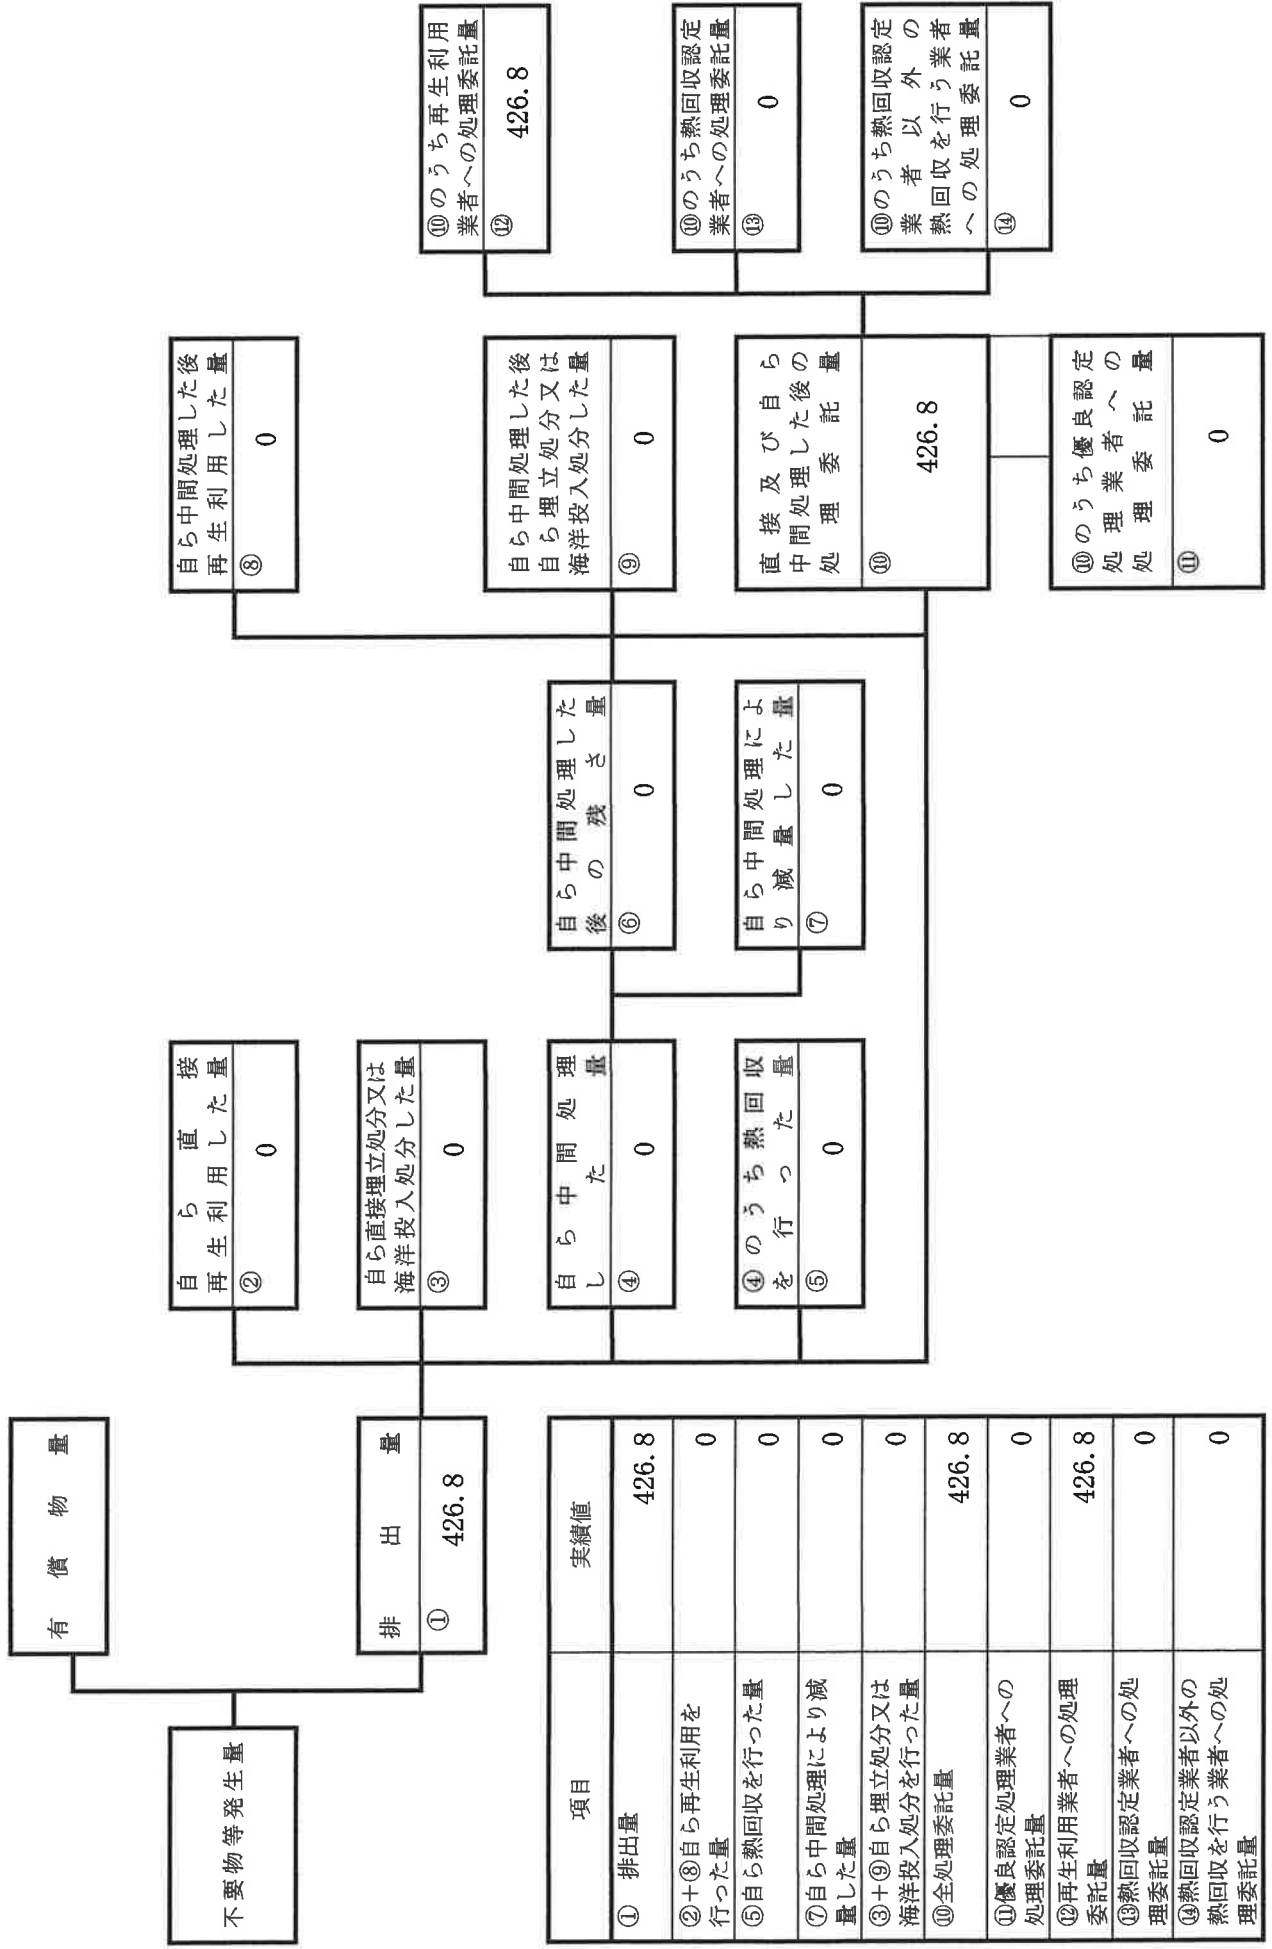 有償物量
不要物等発生量
排出量
① 426.8
自ら直接
再生利用した量
② 0
自ら直接埋立処分又は
海洋投入処分した量
③ 0
自ら中間処理
した量
④ 0
④のうち熱回収
を行った量
⑤ 0
自ら中間処理した
後の残さ量
⑥ 0
自ら中間処理によ
り減量した量
⑦ 0
自ら中間処理した後
再生利用した量
⑧ 0
自ら中間処理した後
自ら埋立処分又は
海洋投入処分した量
⑨ 0
直接及び自ら
中間処理した後の
処理委託量
⑩ 426.8
⑩のうち優良認定
処理業者への
処理委託量
⑪ 0
⑩のうち再生利用
業者への処理委託量
⑫ 426.8
⑩のうち熱回収認定
業者への処理委託量
⑬ 0
⑩のうち熱回収認定
業者以外の
熱回収を行う業者
への処理委託量
⑭ 0
項目 実績値
① 排出量 426.8
②+⑧自ら再生利用を
行った量 0
⑤自ら熱回収を行った量 0
⑦自ら中間処理により減
量した量 0
③+⑨自ら埋立処分又は
海洋投入処分を行った量 0
⑩全処理委託量 426.8
⑪優良認定処理業者への
処理委託量 0
⑫再生利用業者への処理
委託量 426.8
⑬熱回収認定業者への処
理委託量 0
⑭熱回収認定業者以外の
熱回収を行う業者への処
理委託量 0